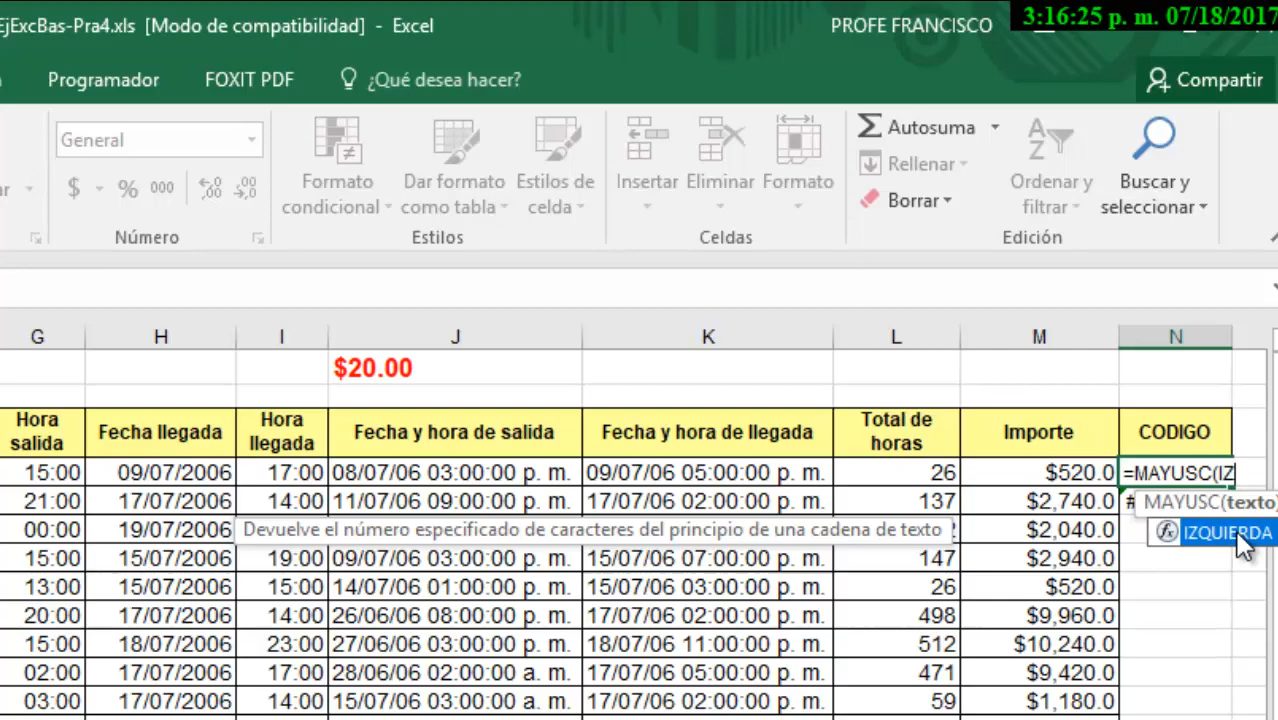 EjExcBas-Pra4.xls [Modo de compatibilidad] - Excel
PROFE FRANCISCO
3:16:25 p. m. 07/18/2017
Programador FOXIT PDF ¿Qué desea hacer? Compartir
General
$ % 000
Número
Formato condicional
Dar formato como tabla
Estilos de celda
Estilos
Insertar Eliminar Formato
Celdas
Autosuma
Rellenar
Borrar
Ordenar y filtrar
Buscar y seleccionar
Edición
G H I J K L M N
$20.00
Hora salida Fecha llegada Hora llegada Fecha y hora de salida Fecha y hora de llegada Total de horas Importe CODIGO
15:00 09/07/2006 17:00 08/07/06 03:00:00 p. m. 09/07/06 05:00:00 p. m. 26 $520.0 =MAYUSC(IZ
21:00 17/07/2006 14:00 11/07/06 09:00:00 p. m. 17/07/06 02:00:00 p. m. 137 $2,740.0 #
MAYUSC(texto)
00:00 19/07/2006 $2,040.0
Devuelve el número especificado de caracteres del principio de una cadena de texto
IZQUIERDA
15:00 15/07/2006 19:00 09/07/06 03:00:00 p. m. 15/07/06 07:00:00 p. m. 147 $2,940.0
13:00 15/07/2006 15:00 14/07/06 01:00:00 p. m. 15/07/06 03:00:00 p. m. 26 $520.0
20:00 17/07/2006 14:00 26/06/06 08:00:00 p. m. 17/07/06 02:00:00 p. m. 498 $9,960.0
15:00 18/07/2006 23:00 27/06/06 03:00:00 p. m. 18/07/06 11:00:00 p. m. 512 $10,240.0
02:00 17/07/2006 17:00 28/06/06 02:00:00 a. m. 17/07/06 05:00:00 p. m. 471 $9,420.0
03:00 17/07/2006 14:00 15/07/06 03:00:00 a. m. 17/07/06 02:00:00 p. m. 59 $1,180.0